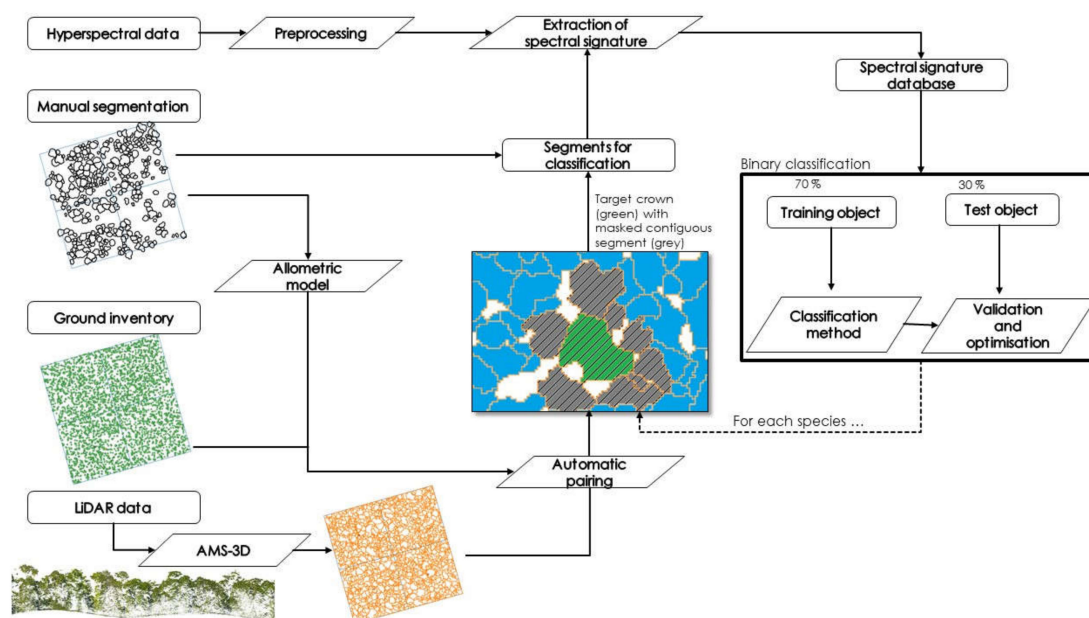 Hyperspectral data
Preprocessing
Extraction of
spectral signature
Spectral signature
database
Manual segmentation
Segments for
classification
Binary classification
70 %
30 %
Training object
Test object
Target crown
(green) with
masked contiguous
segment (grey)
Allometric
model
Ground inventory
Classification
method
Validation
and
optimisation
For each species ...
Automatic
pairing
LiDAR data
AMS-3D